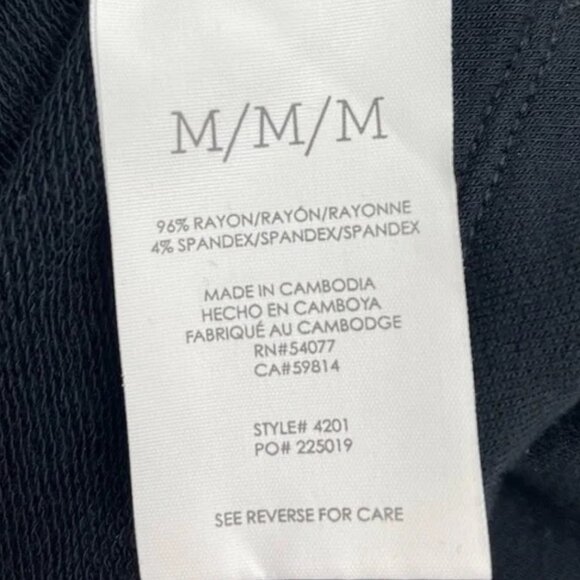 M/M/M
96% RAYON/RAYÓN/RAYONNE
4% SPANDEX/SPANDEX/SPANDEX
MADE IN CAMBODIA
HECHO EN CAMBOYA
FABRIQUÉ AU CAMBODGE
RN#54077
CA#59814
STYLE# 4201
PO# 225019
SEE REVERSE FOR CARE